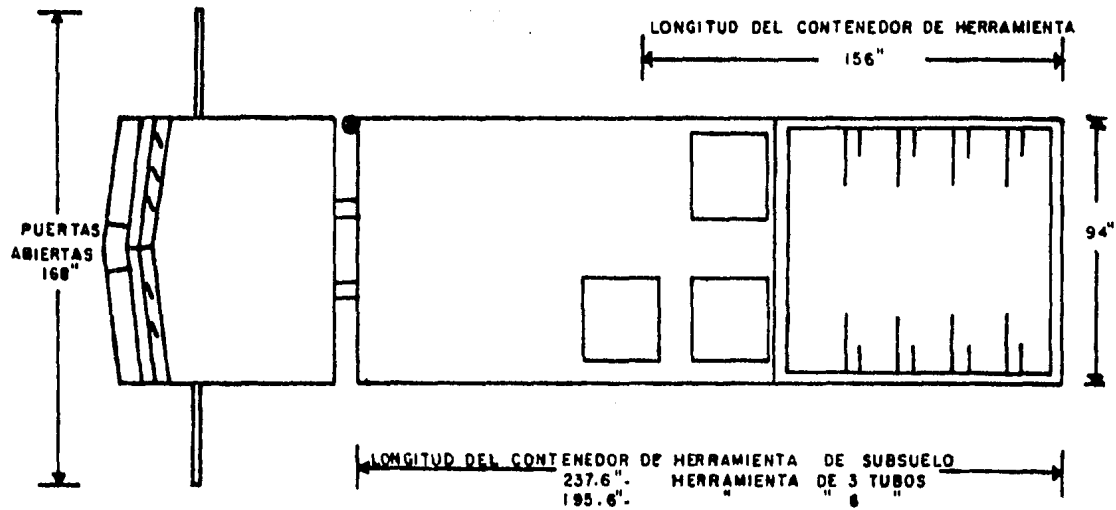 LONGITUD DEL CONTENEDOR DE HERRAMIENTA
156"
PUERTAS
ABIERTAS
168"
94"
LONGITUD DEL CONTENEDOR DE HERRAMIENTA DE SUBSUELO
237.6"- HERRAMIENTA DE 3 TUBOS
195.6"- " " 6 "